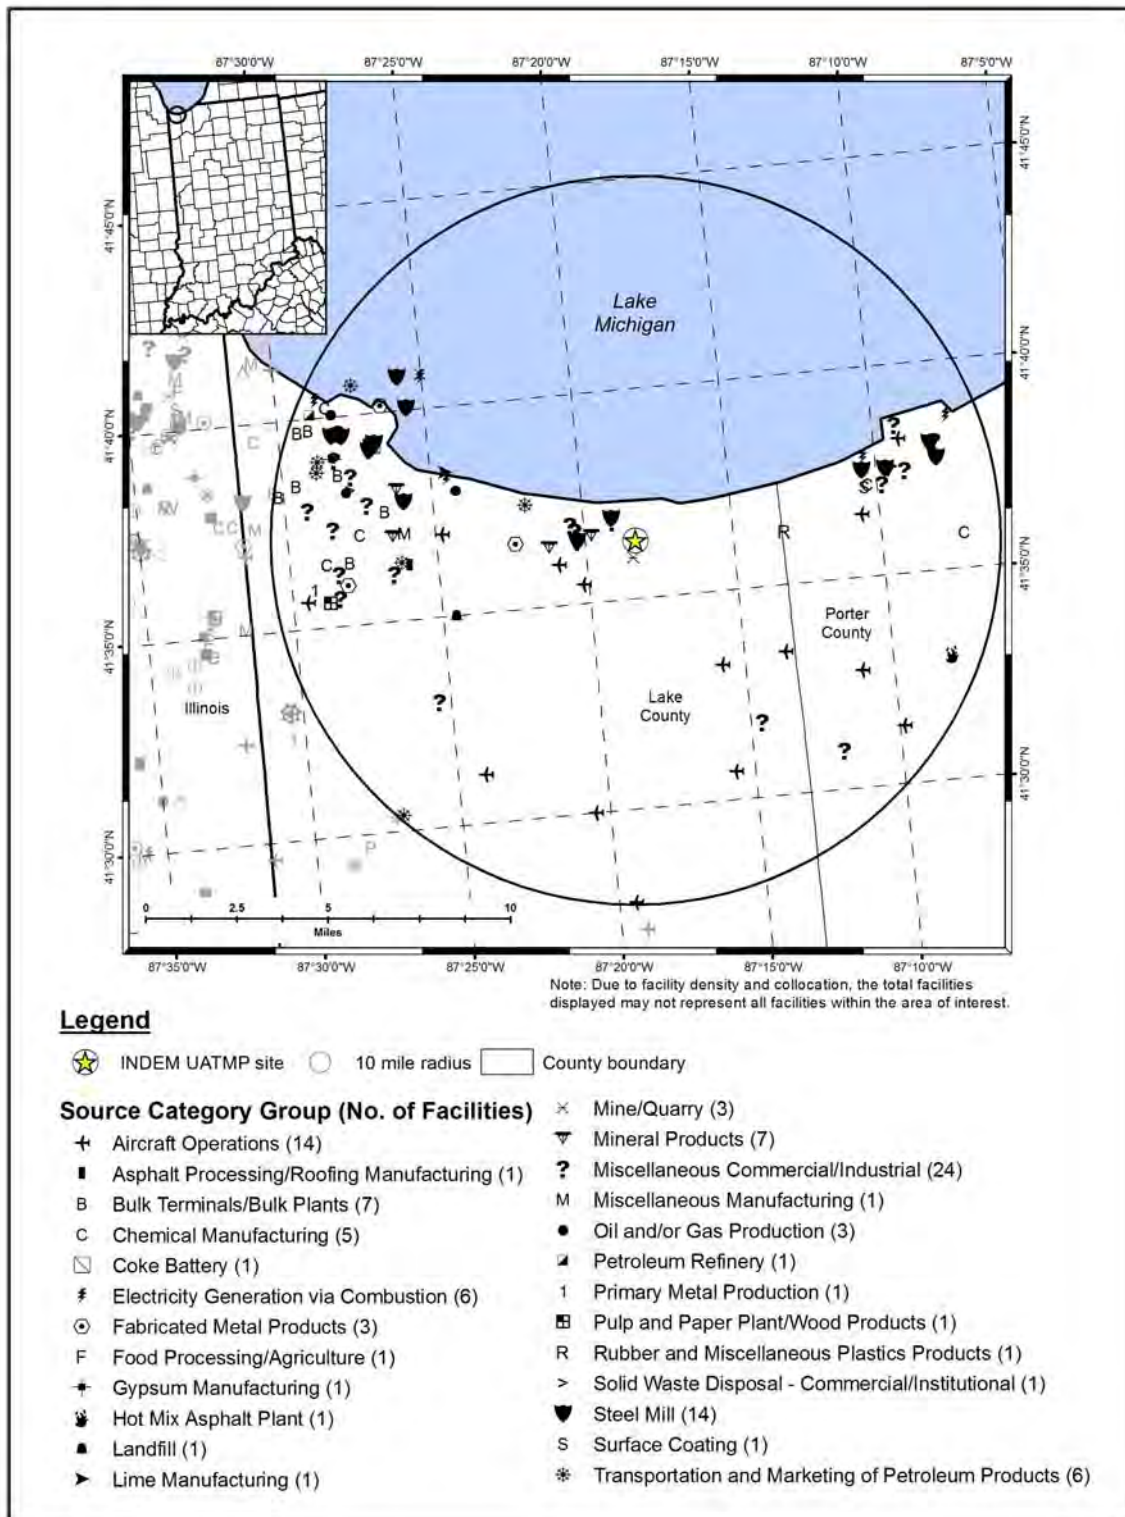 87°30'0"W 87°25'0"W 87°20'0"W 87°15'0"W 87°10'0"W 87°5'0"W
41°45'0"N
41°45'0"N
Lake
Michigan
41°40'0"N
41°40'0"N
41°35'0"N
Porter
County
41°35'0"N
Lake
County
Illinois
41°30'0"N
41°30'0"N
0 2.5 5 10
Miles
87°35'0"W 87°30'0"W 87°25'0"W 87°20'0"W 87°15'0"W 87°10'0"W
Note: Due to facility density and collocation, the total facilities
displayed may not represent all facilities within the area of interest.
Legend
INDEM UATMP site 10 mile radius County boundary
Source Category Group (No. of Facilities)
Aircraft Operations (14)
Asphalt Processing/Roofing Manufacturing (1)
B Bulk Terminals/Bulk Plants (7)
C Chemical Manufacturing (5)
Coke Battery (1)
Electricity Generation via Combustion (6)
Fabricated Metal Products (3)
F Food Processing/Agriculture (1)
Gypsum Manufacturing (1)
Hot Mix Asphalt Plant (1)
Landfill (1)
Lime Manufacturing (1)
Mine/Quarry (3)
Mineral Products (7)
? Miscellaneous Commercial/Industrial (24)
M Miscellaneous Manufacturing (1)
Oil and/or Gas Production (3)
Petroleum Refinery (1)
1 Primary Metal Production (1)
Pulp and Paper Plant/Wood Products (1)
R Rubber and Miscellaneous Plastics Products (1)
> Solid Waste Disposal - Commercial/Institutional (1)
Steel Mill (14)
S Surface Coating (1)
Transportation and Marketing of Petroleum Products (6)